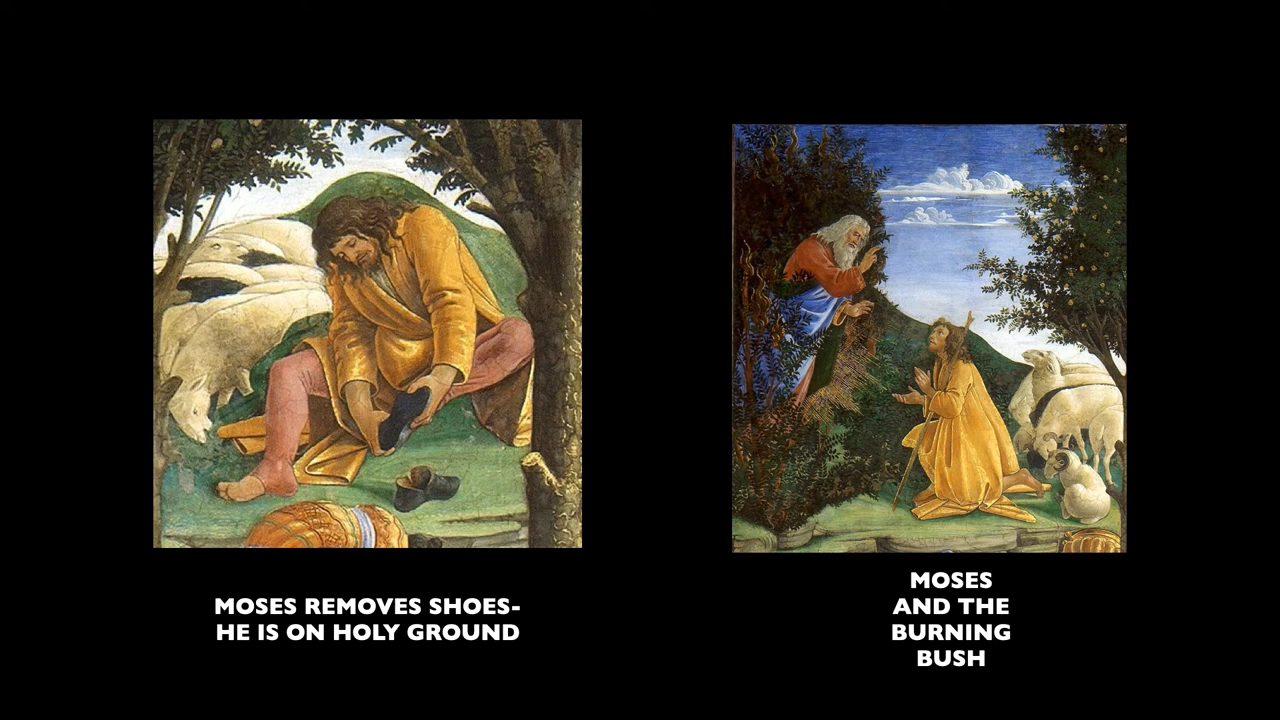 MOSES REMOVES SHOES-
HE IS ON HOLY GROUND
MOSES
AND THE
BURNING
BUSH